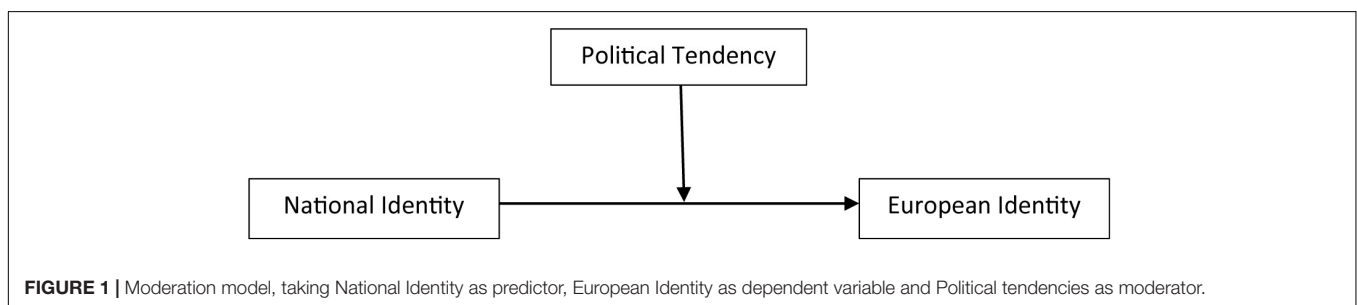 Political Tendency
National Identity
European Identity
FIGURE 1 | Moderation model, taking National Identity as predictor, European Identity as dependent variable and Political tendencies as moderator.